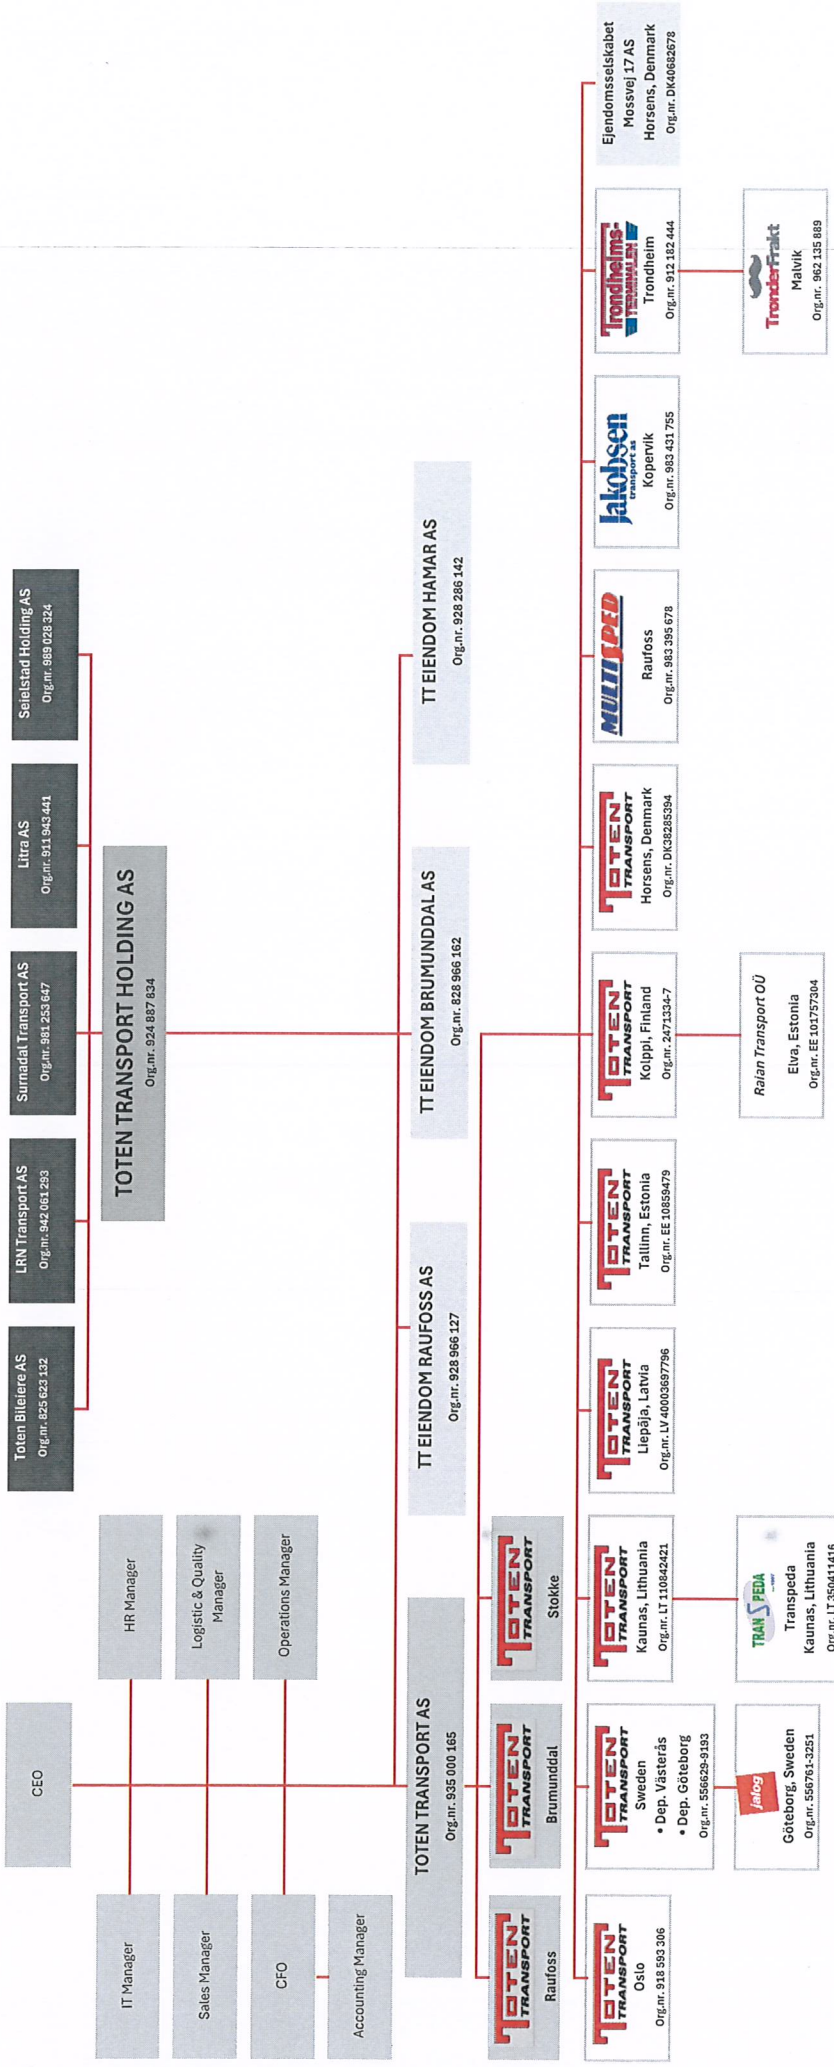 Toten Bileiere AS
Org.nr. 825 623 132
LRN Transport AS
Org.nr. 942 061 293
Surnadal Transport AS
Org.nr. 981 253 647
Litra AS
Org.nr. 911 943 441
Seielstad Holding AS
Org.nr. 989 028 324
TOTEN TRANSPORT HOLDING AS
Org.nr. 924 887 834
CEO
IT Manager
HR Manager
Sales Manager
Logistic & Quality
Manager
CFO
Operations Manager
Accounting Manager
TOTEN TRANSPORT AS
Org.nr. 935 000 165
TT EIENDOM RAUFOSS AS
Org.nr. 928 966 127
TT EIENDOM BRUMUNDDAL AS
Org.nr. 828 966 162
TT EIENDOM HAMAR AS
Org.nr. 928 286 142
TOTEN
TRANSPORT
Raufoss
TOTEN
TRANSPORT
Brumunddal
TOTEN
TRANSPORT
Stokke
TOTEN
TRANSPORT
Oslo
Org.nr. 918 593 306
TOTEN
TRANSPORT
Sweden
• Dep. Västerås
• Dep. Göteborg
Org.nr. 556629-9193
TOTEN
TRANSPORT
Kaunas, Lithuania
Org.nr. LT 110842421
TOTEN
TRANSPORT
Liepāja, Latvia
Org.nr. LV 40003697796
TOTEN
TRANSPORT
Tallinn, Estonia
Org.nr. EE 10859479
TOTEN
TRANSPORT
Kolppi, Finland
Org.nr. 2471334-7
TOTEN
TRANSPORT
Horsens, Denmark
Org.nr. DK38285394
MULTISPED
Raufoss
Org.nr. 983 395 678
Jakobsen
transport as
Kopervik
Org.nr. 983 431 755
Trondheims-
TERMINALEN
Trondheim
Org.nr. 912 182 444
Ejendomsselskabet
Mossvej 17 AS
Horsens, Denmark
Org.nr. DK40682678
Jalog
Göteborg, Sweden
Org.nr. 556761-3251
TRANSPEDA
Transpeda
Kaunas, Lithuania
Org.nr. LT 350411416
Raian Transport OÜ
Elva, Estonia
Org.nr. EE 101757304
TrønderFrakt
Malvik
Org.nr. 962 135 889